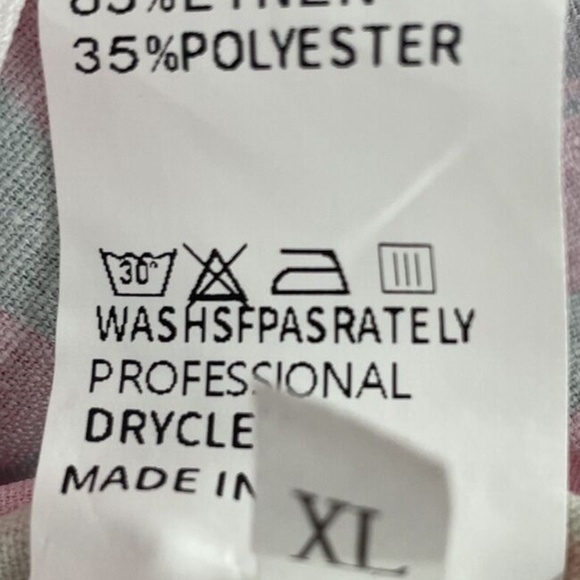 35%POLYESTER
30°
WASHSFPASRATELY
PROFESSIONAL
DRYCLE
MADE IN
XL